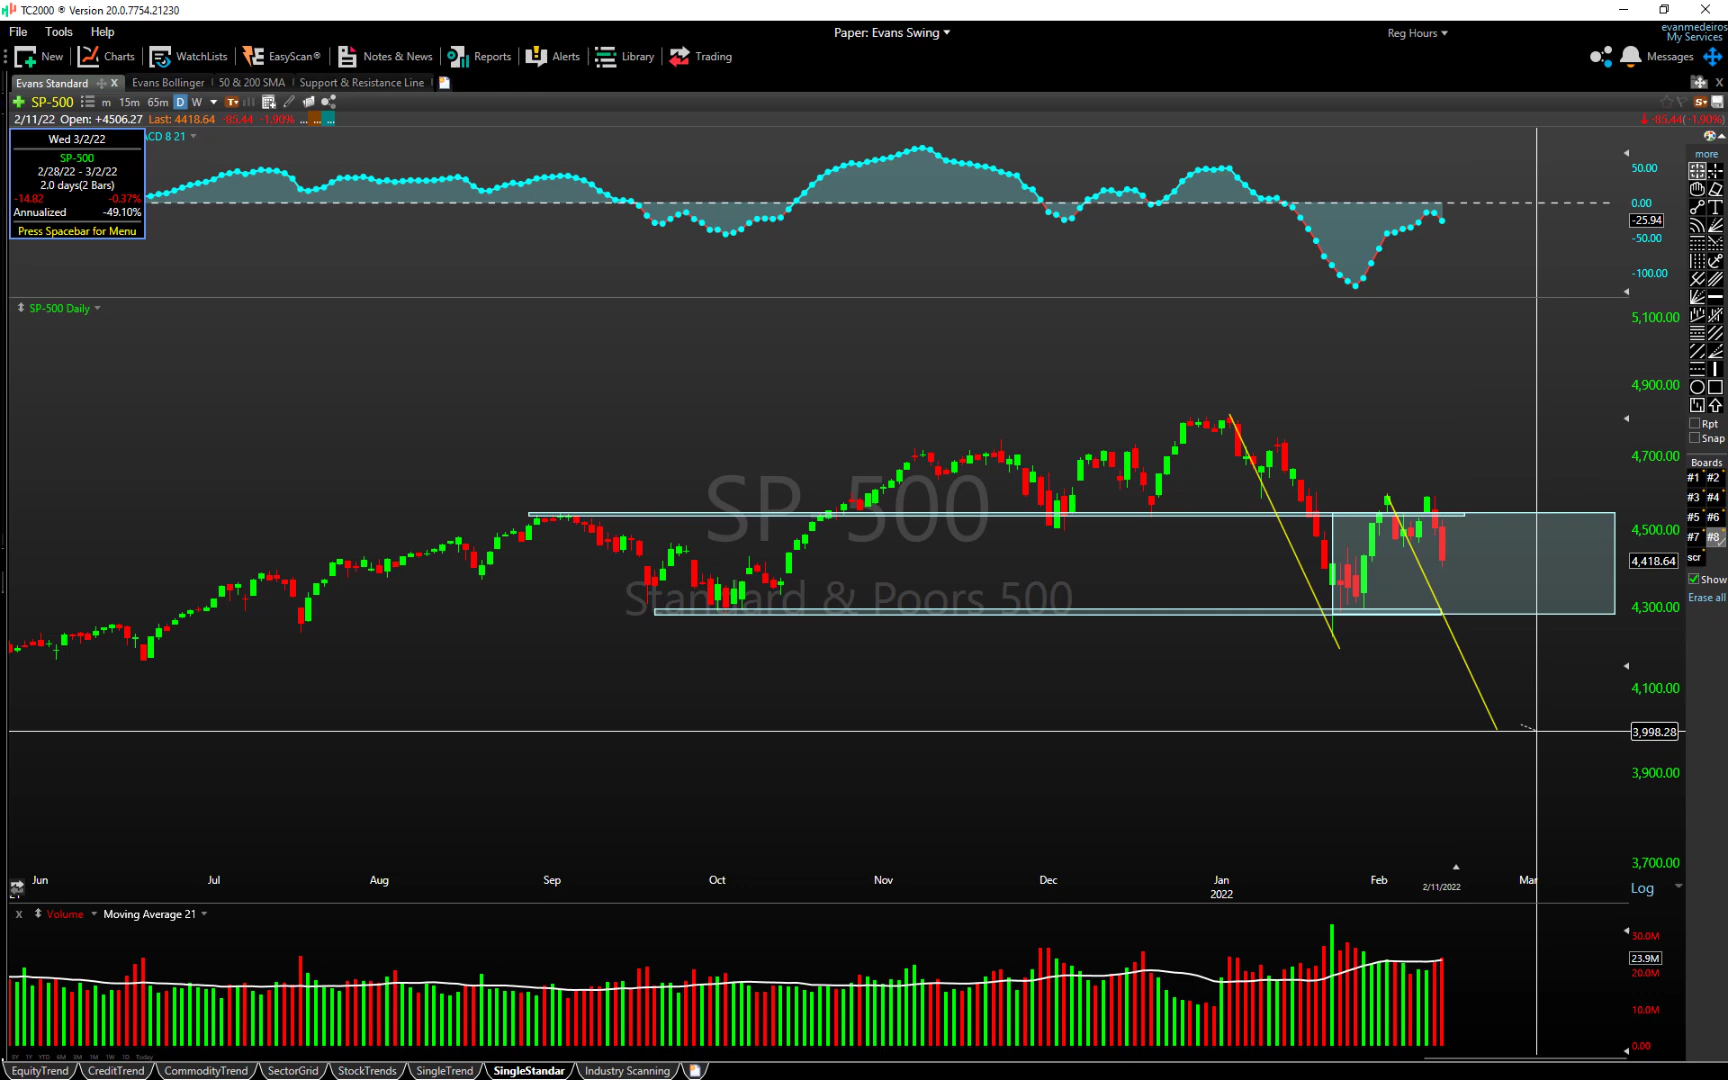 TC2000 ® Version 20.0.7754.21230
File Tools Help
Paper: Evans Swing
Reg Hours
evanmedeiros
My Services
New Charts WatchLists EasyScan® Notes & News Reports Alerts Library Trading
Messages
Evans Standard X Evans Bollinger 50 & 200 SMA Support & Resistance Line
SP-500 m 15m 65m D W
2/11/22 Open: +4506.27 Last: 4418.64 -85.44 -1.90% ... ... ...
-85.44( -1.90%)
Wed 3/2/22
SP-500
2/28/22 - 3/2/22
2.0 days(2 Bars)
-14.82 -0.37%
Annualized -49.10%
Press Spacebar for Menu
ACD 8 21
more
50.00
0.00
-25.94
-50.00
-100.00
SP-500 Daily
5,100.00
4,900.00
4,700.00
4,500.00
4,418.64
4,300.00
4,100.00
3,998.28
3,900.00
3,700.00
SP-500
Standard & Poors 500
Rpt
Snap
Boards
#1 #2
#3 #4
#5 #6
#7 #8
scr
Show
Erase all
Jun Jul Aug Sep Oct Nov Dec Jan Feb Mar
2022 2/11/2022
Log
X Volume Moving Average 21
30.0M
23.9M
20.0M
10.0M
0.00
EquityTrend CreditTrend CommodityTrend SectorGrid StockTrends SingleTrend SingleStandar Industry Scanning